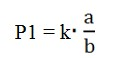 P1 = k· a/b